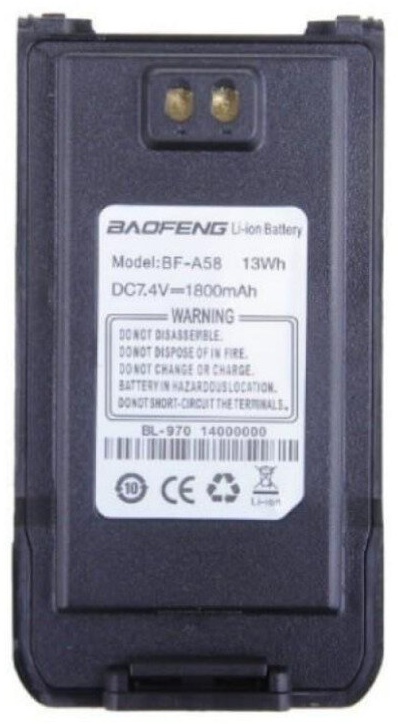 BAOFENG Li-ion Battery
Model:BF-A58 13Wh
DC7.4V⎓1800mAh
WARNING
DO NOT DISASSEMBLE.
DO NOT DISPOSE OF IN FIRE.
DO NOT CHANGE OR CHARGE.
BATTERY IN HAZARDOUS LOCATION.
DO NOT SHORT-CIRCUIT THE TERMINALS.
BL-970 14000000
10 CE
Li-ion